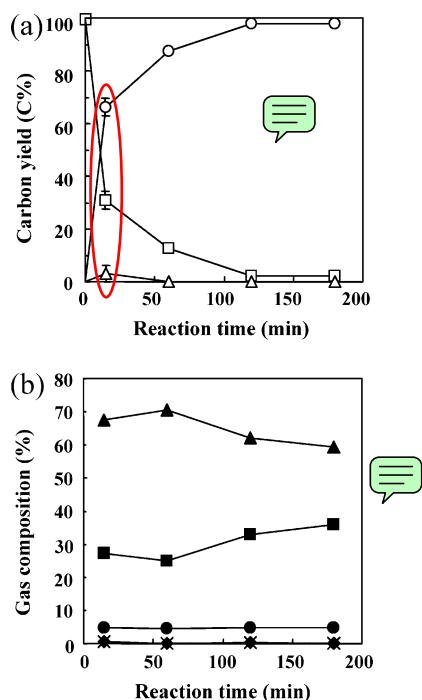 (a)
100
80
60
40
20
0
Carbon yield (C%)
0 50 100 150 200
Reaction time (min)
(b)
80
70
60
50
40
30
20
10
0
Gas composition (%)
0 50 100 150 200
Reaction time (min)